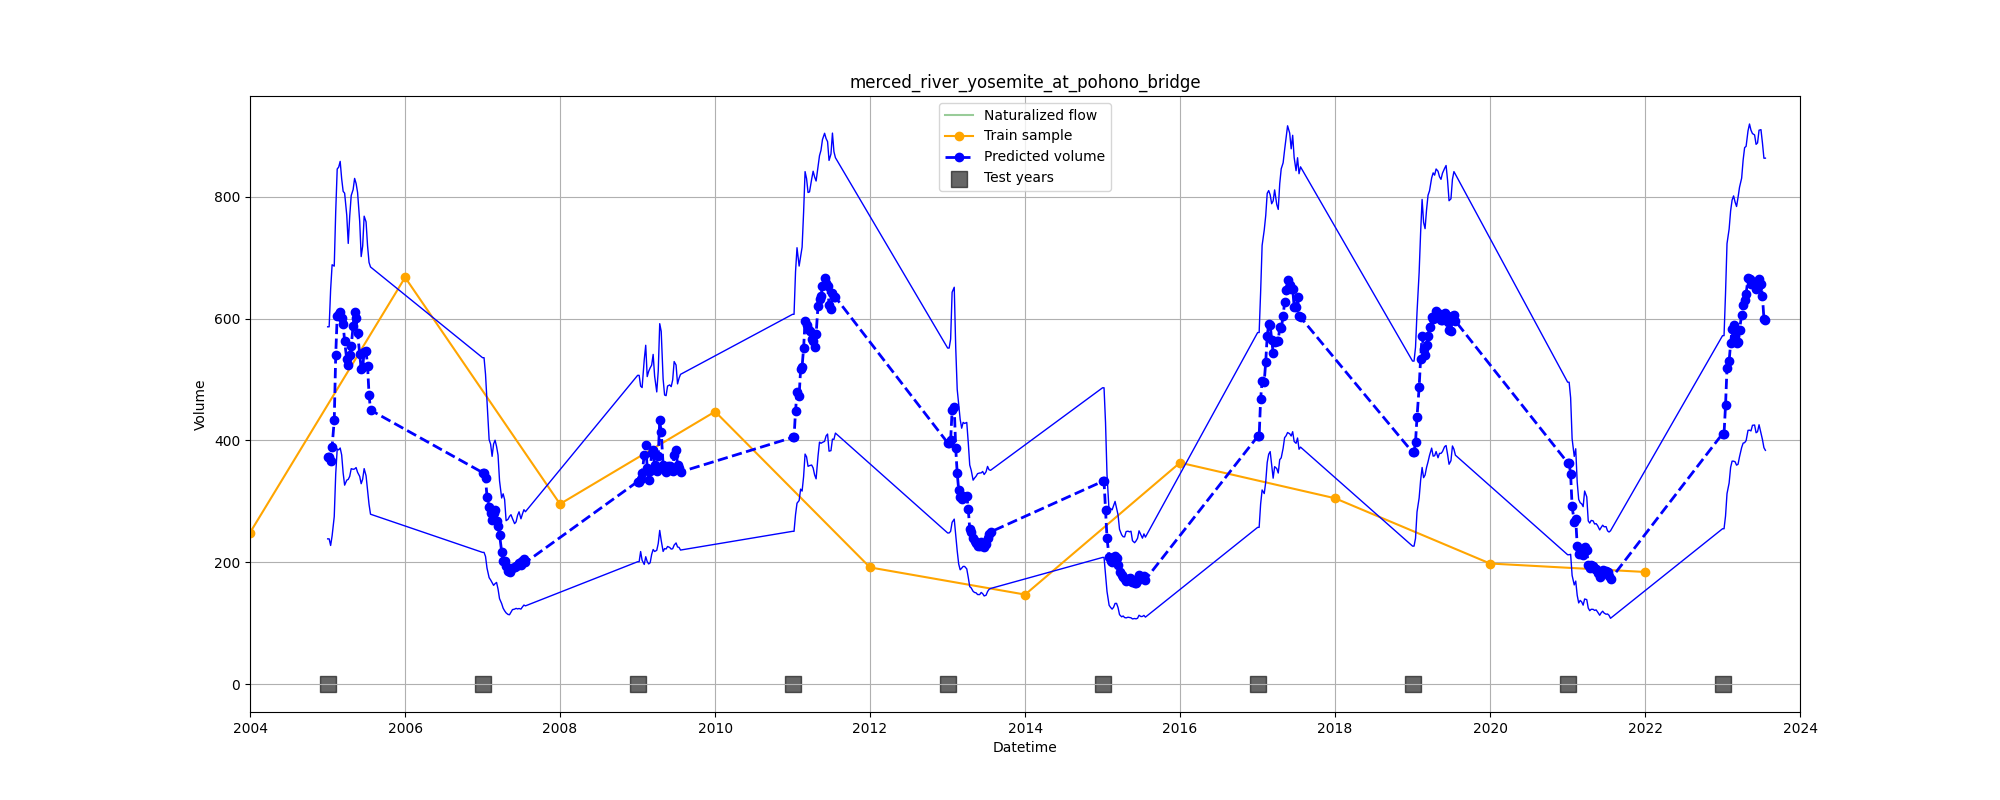 merced_river_yosemite_at_pohono_bridge
Naturalized flow
Train sample
Predicted volume
Test years
800
600
400
200
0
Volume
2004 2006 2008 2010 2012 2014 2016 2018 2020 2022 2024
Datetime